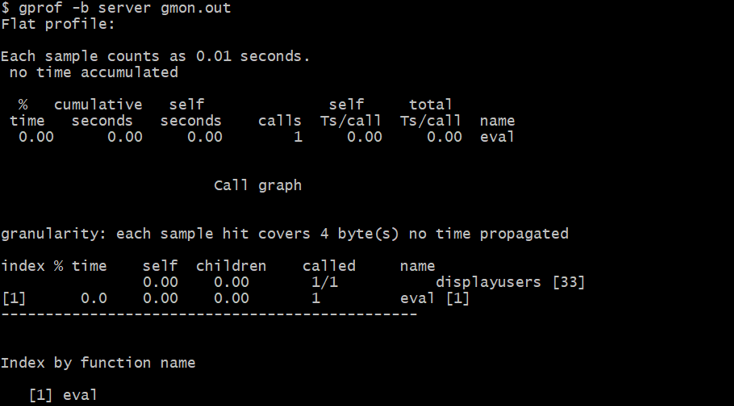 $ gprof -b server gmon.out
Flat profile:
Each sample counts as 0.01 seconds.
no time accumulated
% cumulative self self total
time seconds seconds calls Ts/call Ts/call name
0.00 0.00 0.00 1 0.00 0.00 eval
Call graph
granularity: each sample hit covers 4 byte(s) no time propagated
index % time self children called name
0.00 0.00 1/1 displayusers [33]
[1] 0.0 0.00 0.00 1 eval [1]
-----------------------------------------------
Index by function name
[1] eval